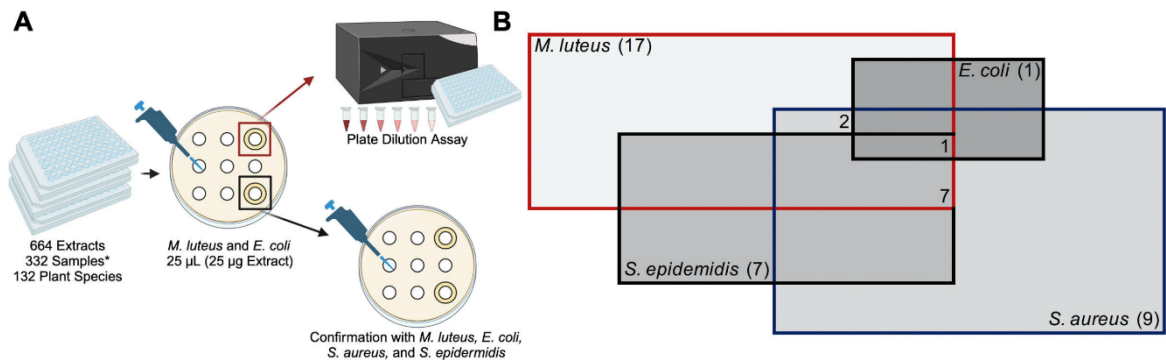 A
Plate Dilution Assay
664 Extracts
332 Samples*
132 Plant Species
M. luteus and E. coli
25 µL (25 µg Extract)
Confirmation with M. luteus, E. coli,
S. aureus, and S. epidermidis
B
M. luteus (17)
E. coli (1)
2
1
7
S. epidemidis (7)
S. aureus (9)